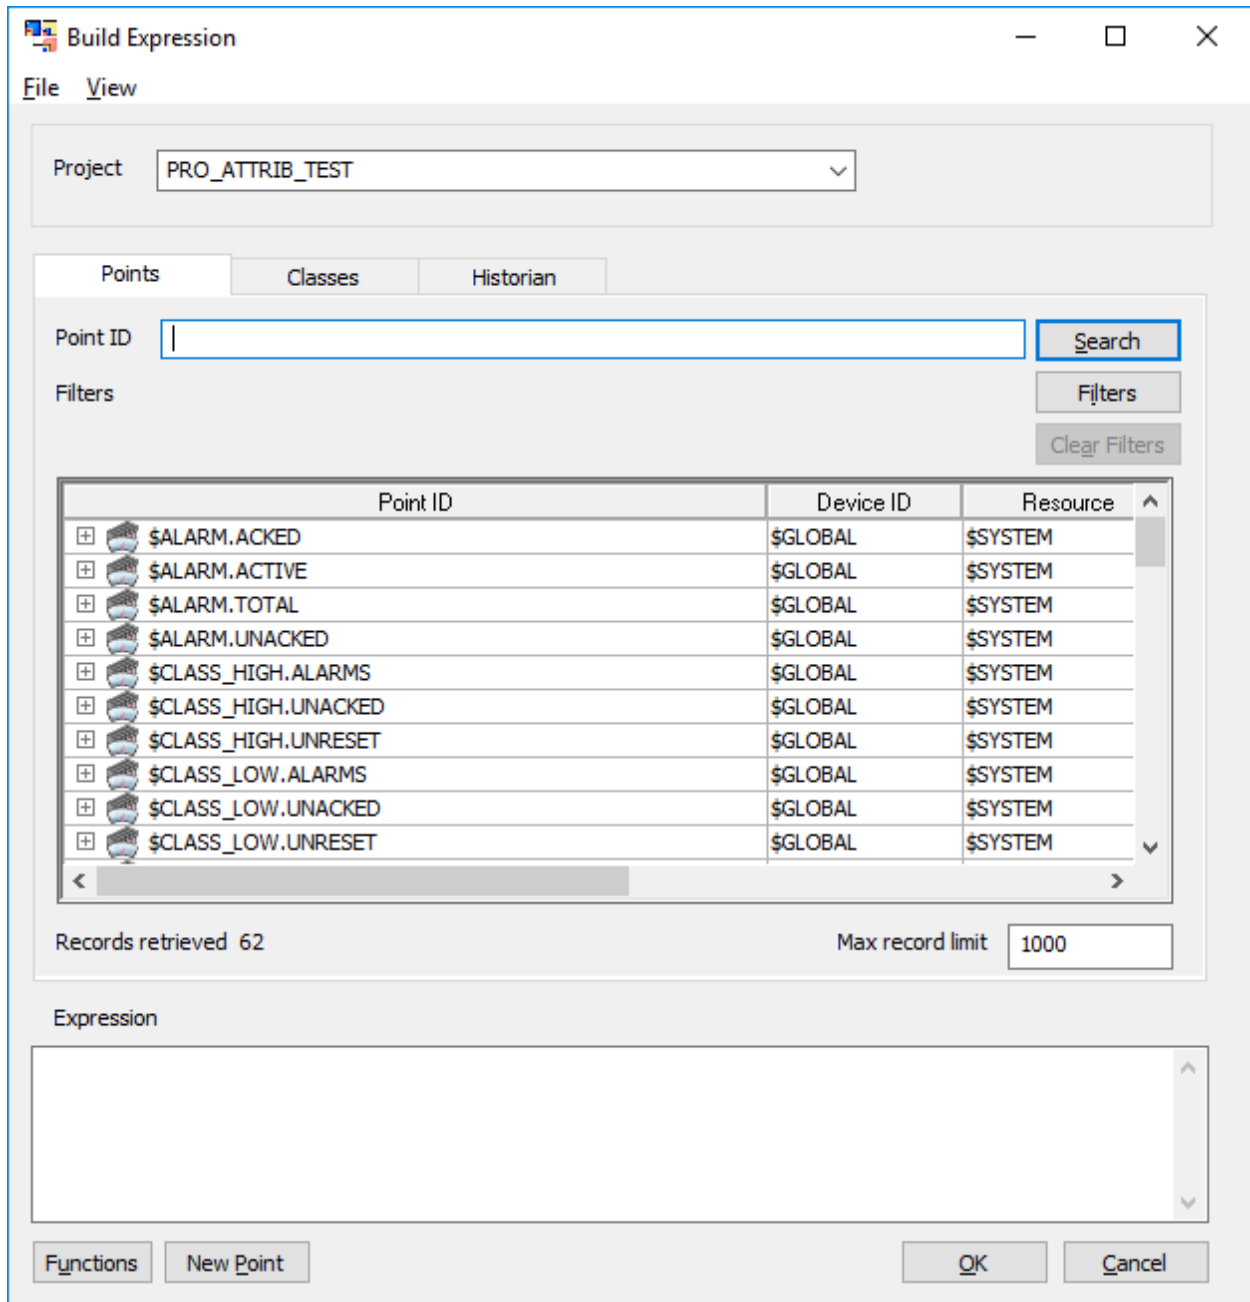 Build Expression
File View
Project PRO_ATTRIB_TEST
Points Classes Historian
Point ID Search
Filters Filters
Clear Filters
Point ID Device ID Resource
$ALARM.ACKED $GLOBAL $SYSTEM
$ALARM.ACTIVE $GLOBAL $SYSTEM
$ALARM.TOTAL $GLOBAL $SYSTEM
$ALARM.UNACKED $GLOBAL $SYSTEM
$CLASS_HIGH.ALARMS $GLOBAL $SYSTEM
$CLASS_HIGH.UNACKED $GLOBAL $SYSTEM
$CLASS_HIGH.UNRESET $GLOBAL $SYSTEM
$CLASS_LOW.ALARMS $GLOBAL $SYSTEM
$CLASS_LOW.UNACKED $GLOBAL $SYSTEM
$CLASS_LOW.UNRESET $GLOBAL $SYSTEM
Records retrieved 62 Max record limit 1000
Expression
Functions New Point OK Cancel